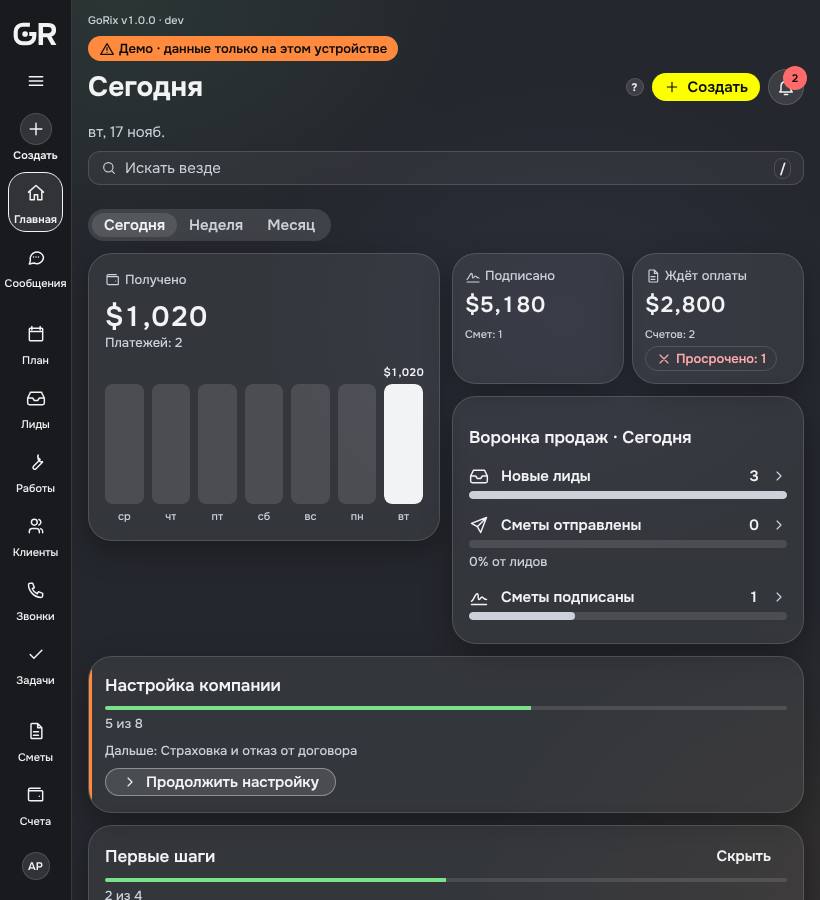 GR
GoRix v1.0.0 · dev
Демо · данные только на этом устройстве
Сегодня
?
Создать
2
вт, 17 нояб.
Искать везде
/
Создать
Главная
Сообщения
План
Лиды
Работы
Клиенты
Звонки
Задачи
Сметы
Счета
AP
Сегодня
Неделя
Месяц
Получено
$1,020
Платежей: 2
$1,020
ср
чт
пт
сб
вс
пн
вт
Подписано
$5,180
Смет: 1
Ждёт оплаты
$2,800
Счетов: 2
Просрочено: 1
Воронка продаж · Сегодня
Новые лиды 3
Сметы отправлены 0
0% от лидов
Сметы подписаны 1
Настройка компании
5 из 8
Дальше: Страховка и отказ от договора
Продолжить настройку
Первые шаги
Скрыть
2 из 4